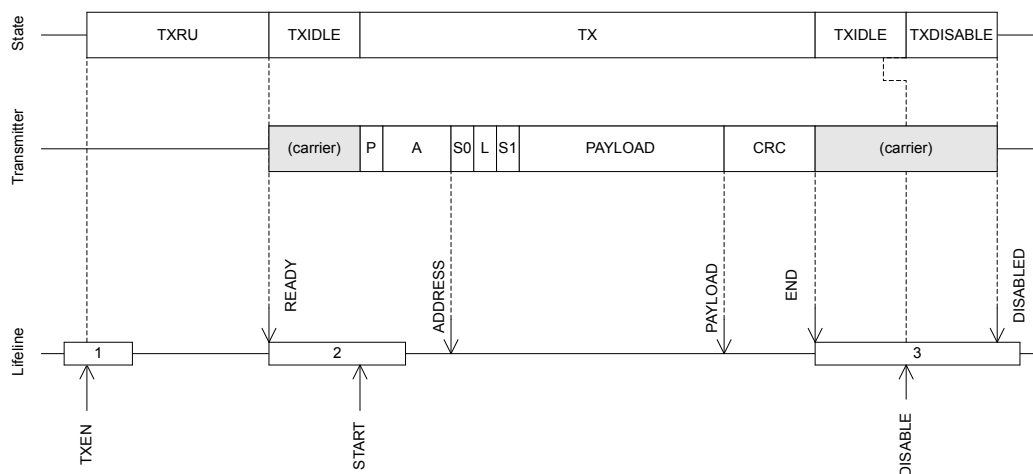 State
TXRU
TXIDLE
TX
TXIDLE
TXDISABLE
Transmitter
(carrier)
P
A
S0
L
S1
PAYLOAD
CRC
(carrier)
READY
ADDRESS
PAYLOAD
END
DISABLED
Lifeline
1
2
3
TXEN
START
DISABLE